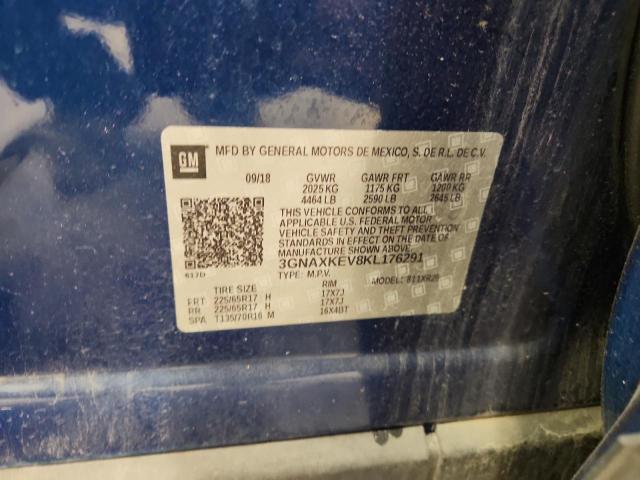 GM
MFD BY GENERAL MOTORS DE MEXICO, S. DE R.L. DE C.V.
09/18 GVWR GAWR FRT GAWR RR
2025 KG 1175 KG 1200 KG
4464 LB 2590 LB 2645 LB
THIS VEHICLE CONFORMS TO ALL
APPLICABLE U.S. FEDERAL MOTOR
VEHICLE SAFETY AND THEFT
PREVENTION STANDARDS
IN EFFECT ON THE DATE OF
MANUFACTURE SHOWN ABOVE.
3GNAXKEV8KL176291
617D TYPE: M.P.V. MODEL:
TIRE SIZE RIM
FRT 225/65R17 H 17X7J
RR 225/65R17 H 17X7J
SPA T135/70R16 M 16X4BT